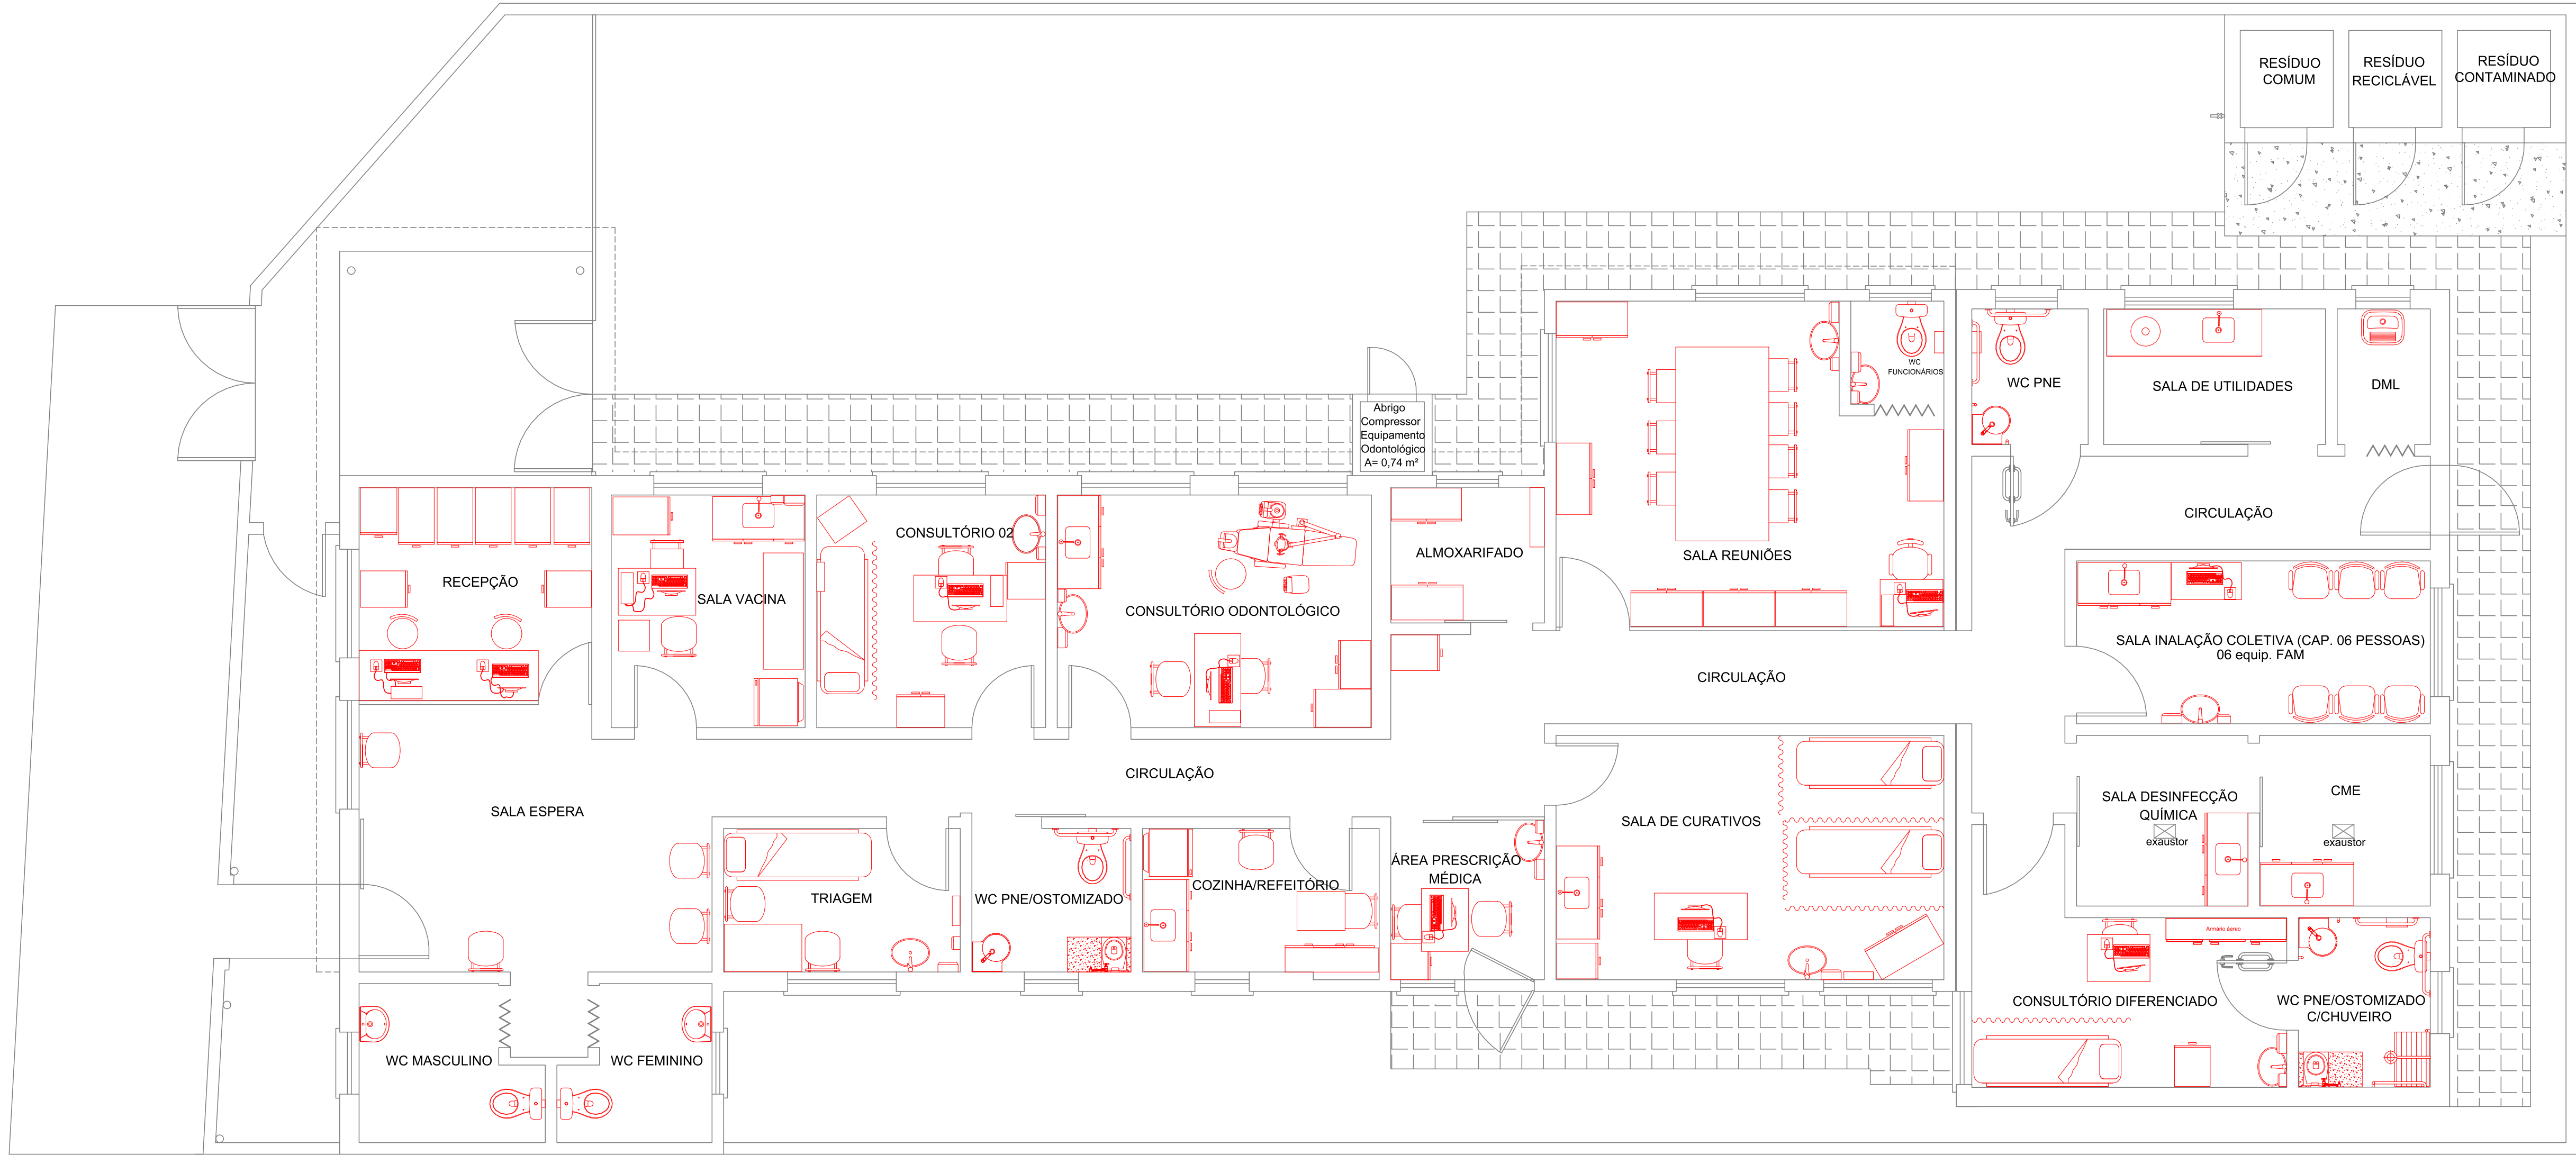 RESÍDUO
COMUM
RESÍDUO
RECICLÁVEL
RESÍDUO
CONTAMINADO
WC
FUNCIONÁRIOS
WC PNE
SALA DE UTILIDADES
DML
Abrigo
Compressor
Equipamento
Odontológico
A= 0,74 m²
CIRCULAÇÃO
CONSULTÓRIO 02
ALMOXARIFADO
SALA REUNIÕES
RECEPÇÃO
SALA VACINA
CONSULTÓRIO ODONTOLÓGICO
SALA INALAÇÃO COLETIVA (CAP. 06 PESSOAS)
06 equip. FAM
CIRCULAÇÃO
CIRCULAÇÃO
SALA ESPERA
SALA DE CURATIVOS
SALA DESINFECÇÃO
QUÍMICA
exaustor
CME
exaustor
ÁREA PRESCRIÇÃO
MÉDICA
TRIAGEM
WC PNE/OSTOMIZADO
COZINHA/REFEITÓRIO
Armário áereo
CONSULTÓRIO DIFERENCIADO
WC PNE/OSTOMIZADO
C/CHUVEIRO
WC MASCULINO
WC FEMININO